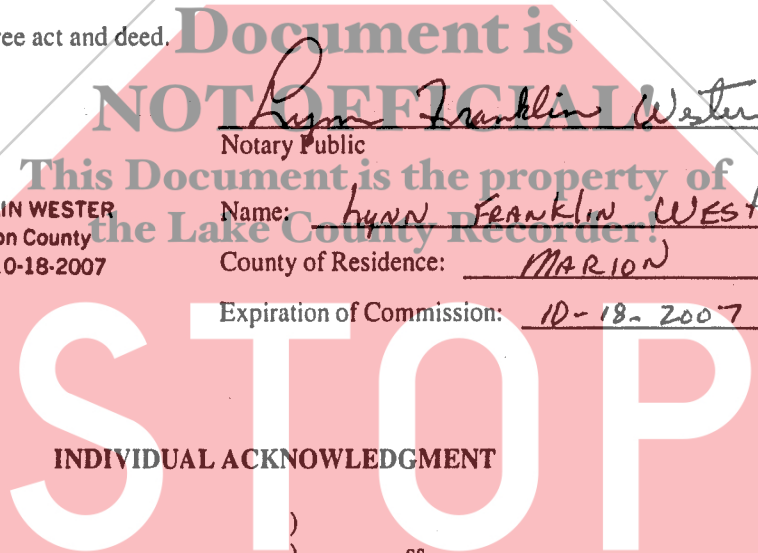 ree act and deed.
Document is
NOT OFFICIAL!
Lynn Franklin Wester
Notary Public
This Document is the property of
the Lake County Recorder!
IN WESTER
on County
0-18-2007
Name: LYNN FRANKLIN WEST
County of Residence: MARION
Expiration of Commission: 10-18-2007
STOP
INDIVIDUAL ACKNOWLEDGMENT
)
) ss